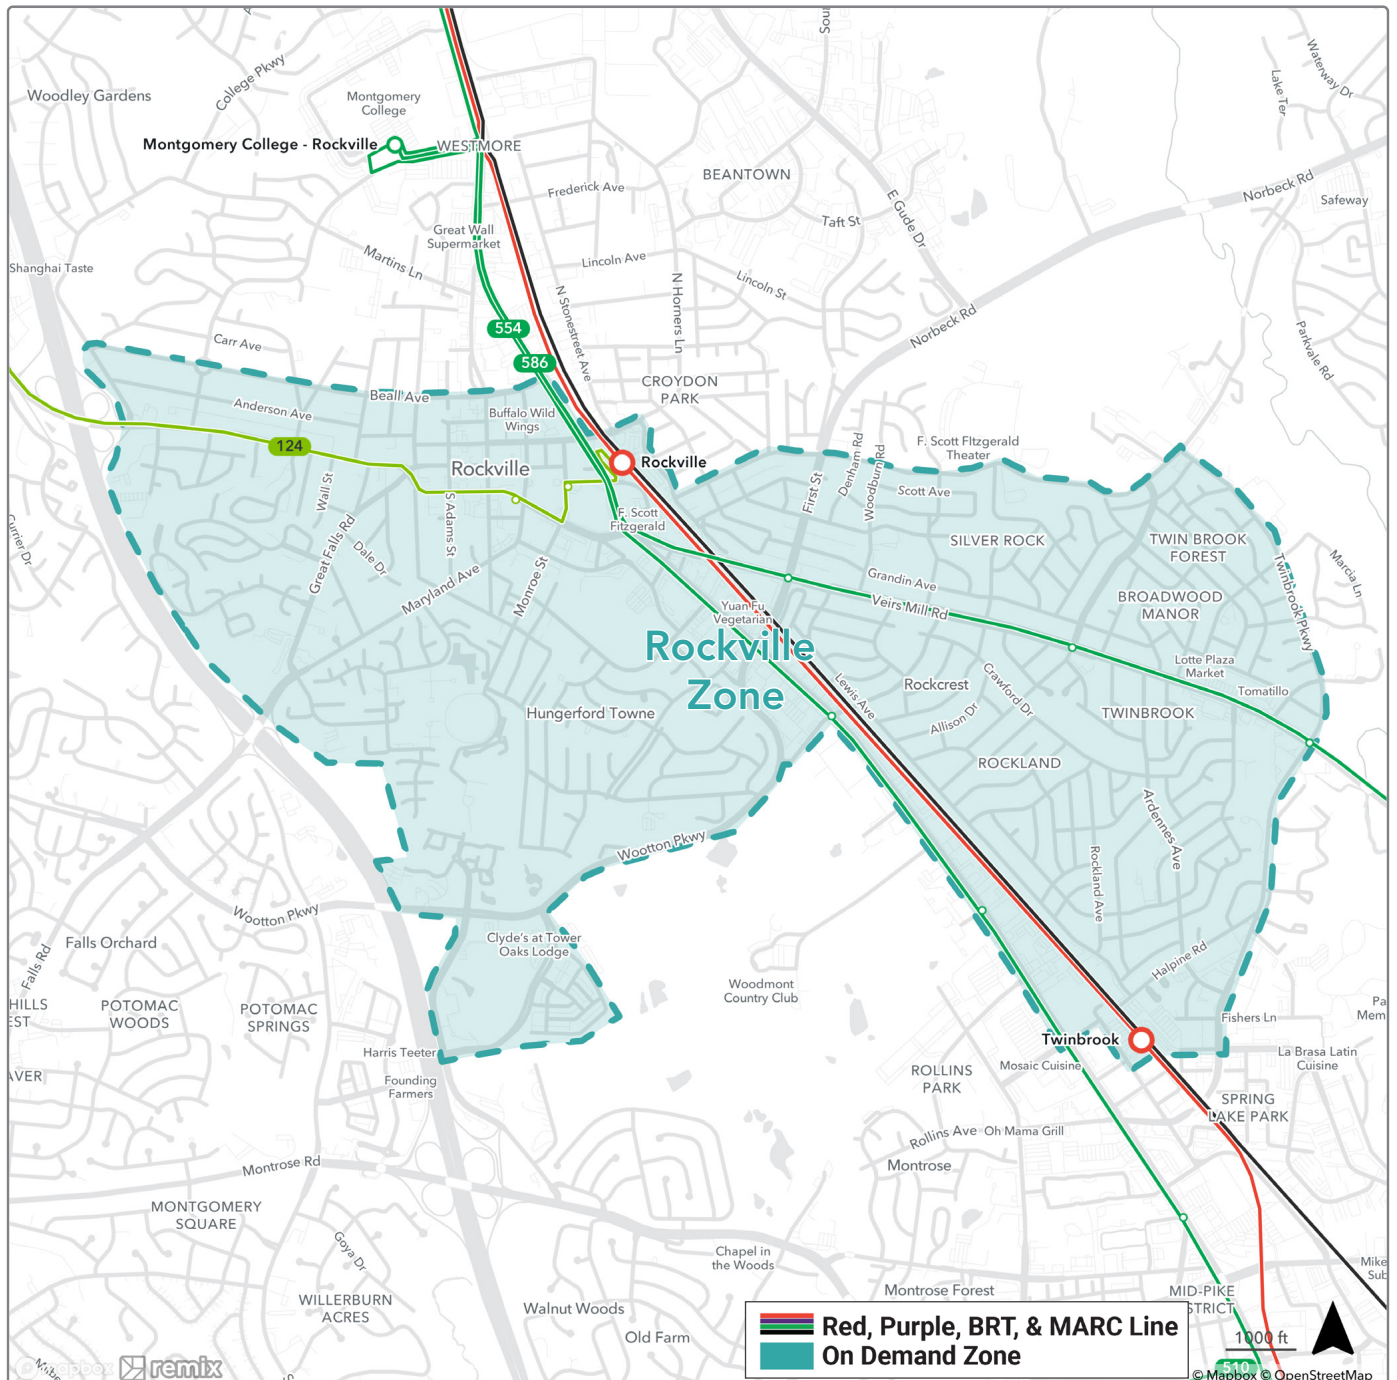 Woodley Gardens
College Pkwy
Montgomery
College
Montgomery College - Rockville
WESTMORE
BEANTOWN
Frederick Ave
Taft St
E Gude Dr
Lake Ter
Waterway Dr
Norbeck Rd
Safeway
Great Wall
Supermarket
Martins Ln
Lincoln Ave
Lincoln St
N Horners Ln
N Stonestreet Ave
Shanghai Taste
Norbeck Rd
554
586
Carr Ave
Parkvale Rd
CROYDON
PARK
Beall Ave
Anderson Ave
Buffalo Wild
Wings
124
Rockville
Rockville
F. Scott FItzgerald
Theater
First St
Denham Rd
Woodburn Rd
Scott Ave
Wall St
S Adams St
F. Scott
Fitzgerald
Great Falls Rd
Dale Dr
Currier Dr
SILVER ROCK
TWIN BROOK
FOREST
Marcia Ln
Twinbrook Pkwy
Maryland Ave
Monroe St
Grandin Ave
Veirs Mill Rd
BROADWOOD
MANOR
Yuan Fu
Vegetarian
Rockville
Zone
Lotte Plaza
Market
Tomatillo
Lewis Ave
Rockcrest
Crawford Dr
Allison Dr
TWINBROOK
Hungerford Towne
ROCKLAND
Ardennes Ave
Rockland Ave
Wootton Pkwy
Wootton Pkwy
Falls Orchard
Falls Rd
Clyde's at Tower
Oaks Lodge
Halpine Rd
Woodmont
Country Club
HILLS
EST
POTOMAC
WOODS
POTOMAC
SPRINGS
Fishers Ln
Pa
Mem
Twinbrook
Harris Teeter
Mosaic Cuisine
La Brasa Latin
Cuisine
AVER
Founding
Farmers
ROLLINS
PARK
SPRING
LAKE PARK
Rollins Ave
Oh Mama Grill
Montrose Rd
Montrose
MONTGOMERY
SQUARE
Goya Dr
Chapel in
the Woods
Mike
Sub
Montrose Forest
MID-PIKE
STRICT
WILLERBURN
ACRES
Walnut Woods
Old Farm
Red, Purple, BRT, & MARC Line
On Demand Zone
1000 ft
510
mapbox
remix
© Mapbox © OpenStreetMap